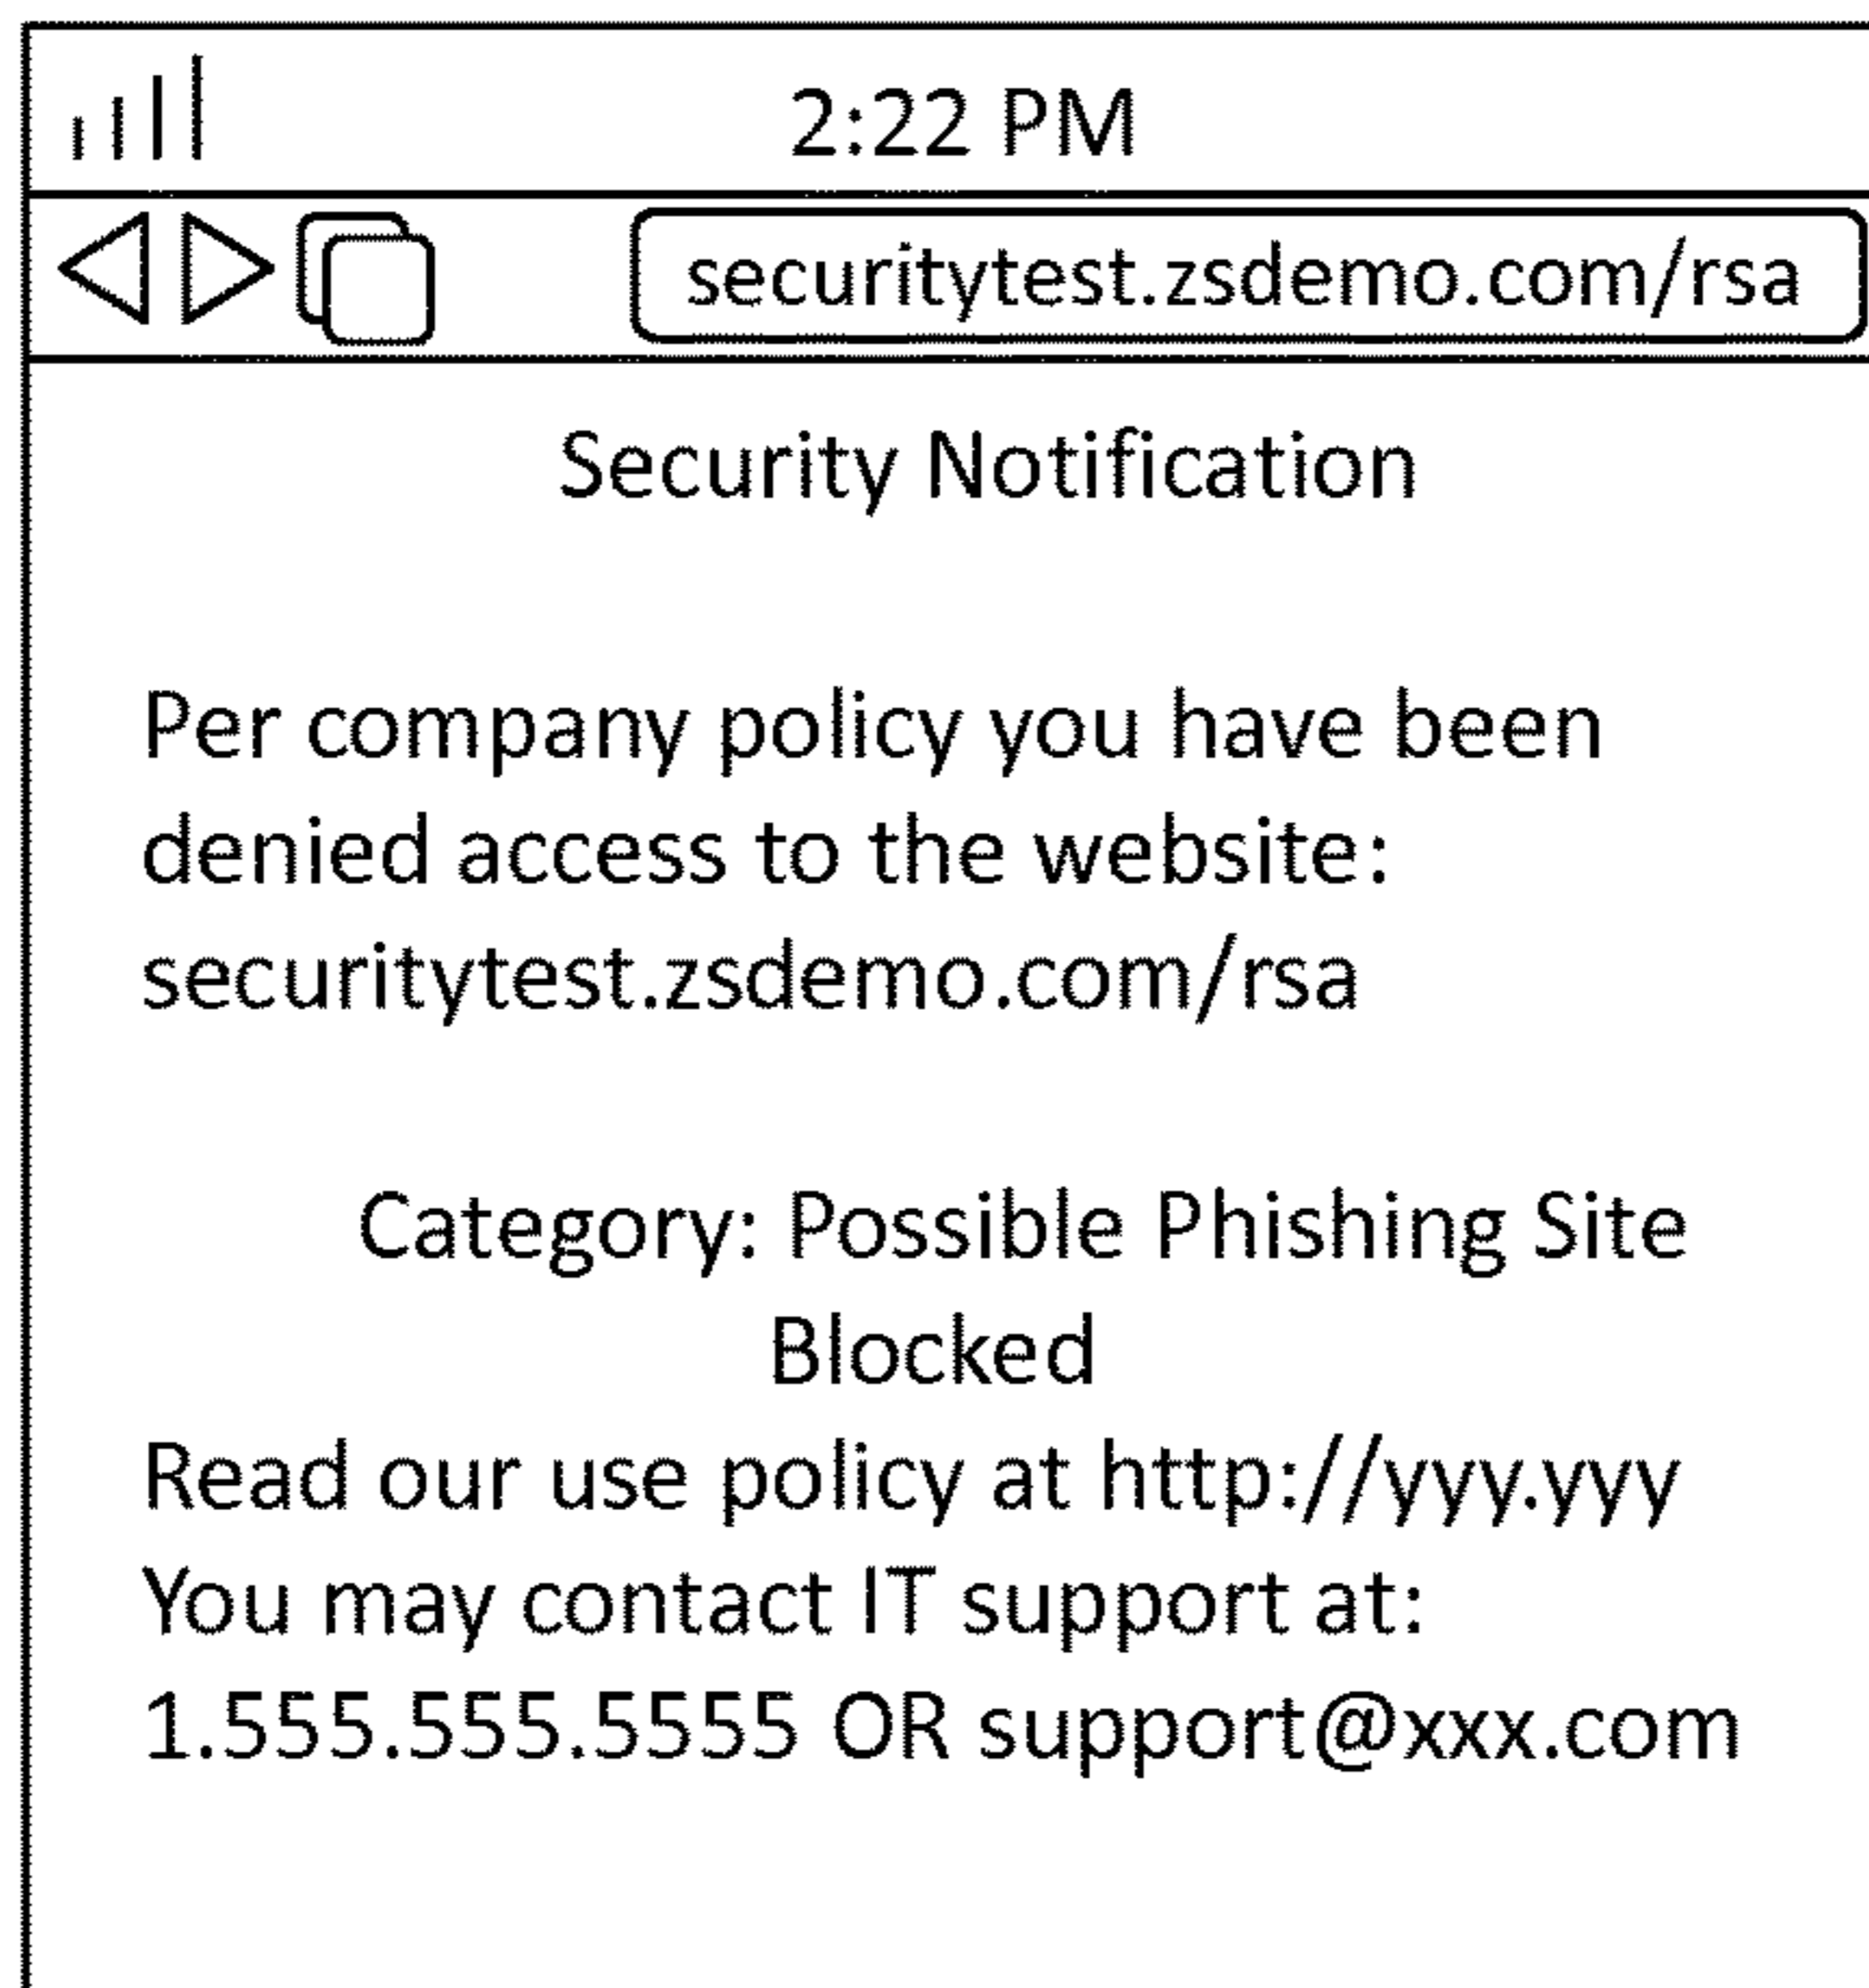 2:22 PM
securitytest.zsdemo.com/rsa
Security Notification
Per company policy you have been
denied access to the website:
securitytest.zsdemo.com/rsa
Category: Possible Phishing Site
Blocked
Read our use policy at http://yyy.yyy
You may contact IT support at:
1.555.555.5555 OR support@xxx.com